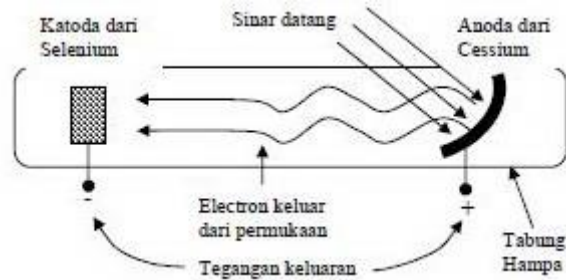 Katoda dari
Selenium
Sinar datang
Anoda dari
Cessium
-
+
Electron keluar
dari permukaan
Tegangan keluaran
Tabung
Hampa